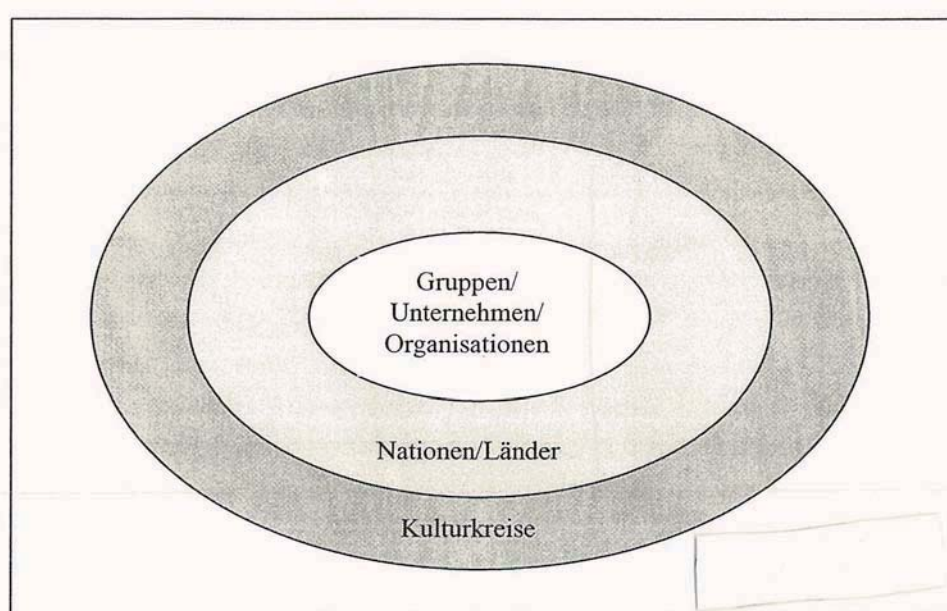 Gruppen/
Unternehmen/
Organisationen
Nationen/Länder
Kulturkreise